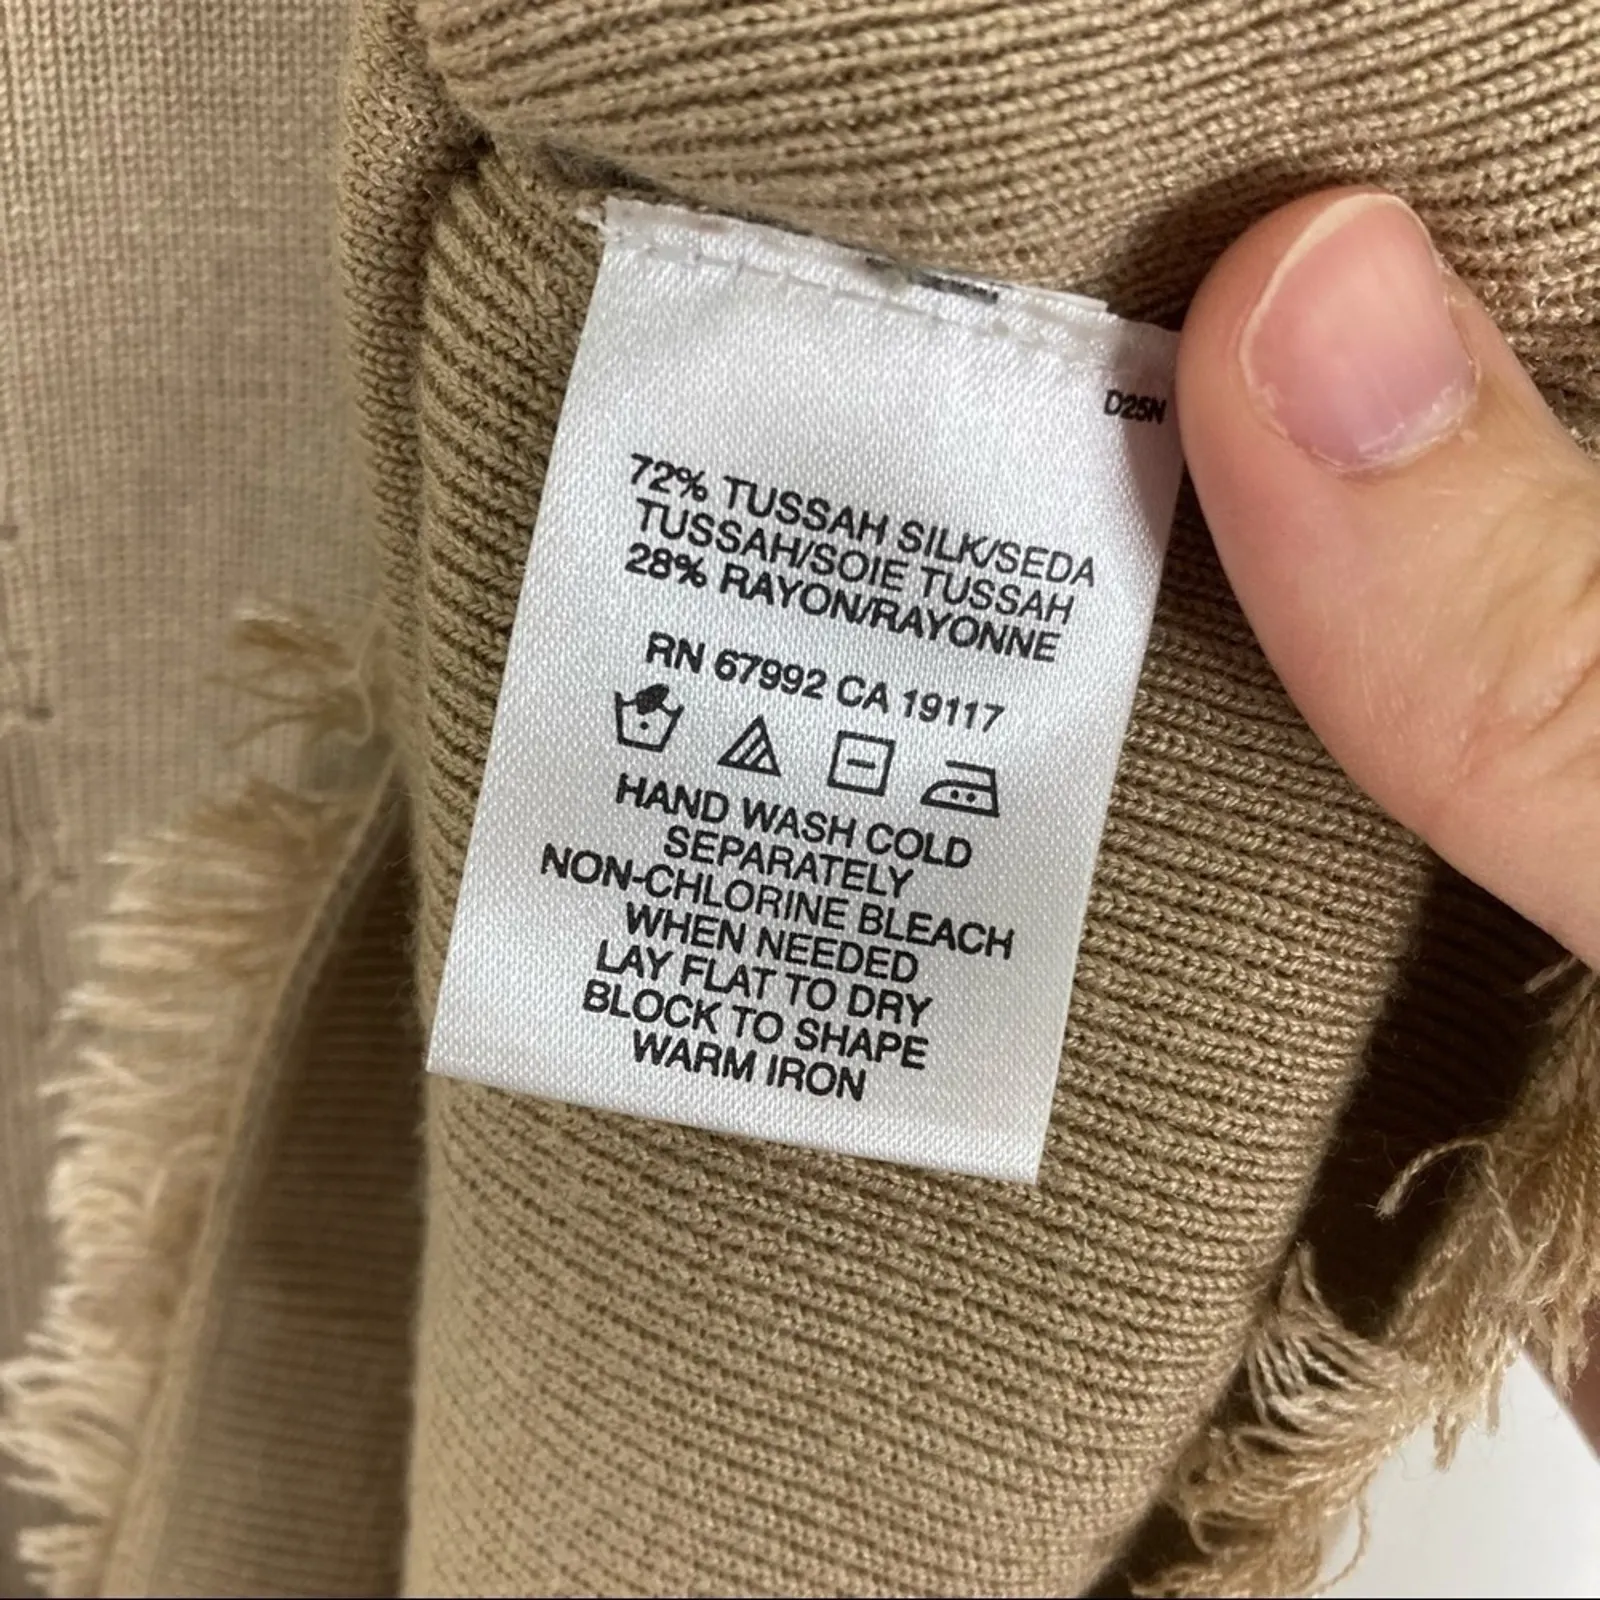 D25N
72% TUSSAH SILK/SEDA
TUSSAH/SOIE TUSSAH
28% RAYON/RAYONNE
RN 67992 CA 19117
HAND WASH COLD
SEPARATELY
NON-CHLORINE BLEACH
WHEN NEEDED
LAY FLAT TO DRY
BLOCK TO SHAPE
WARM IRON